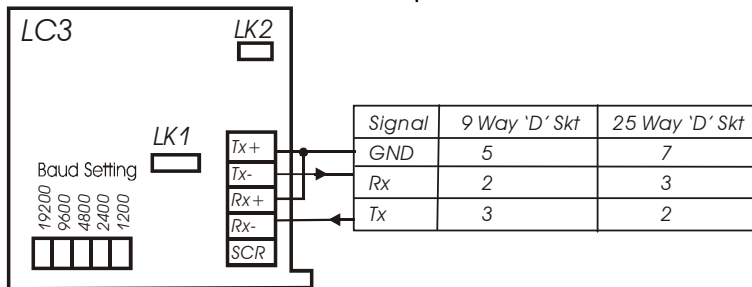 LC3
LK2
LK1
Baud Setting
19200
9600
4800
2400
1200
Tx+
Tx-
Rx+
Rx-
SCR
Signal 9 Way ‘D’ Skt 25 Way ‘D’ Skt
GND 5 7
Rx 2 3
Tx 3 2